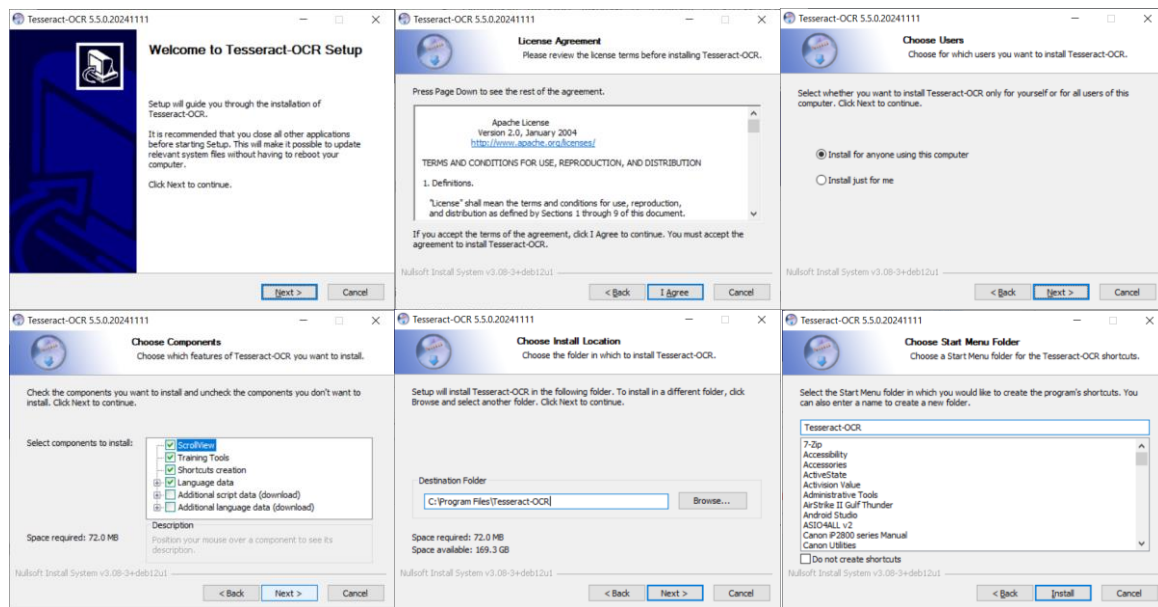 Tesseract-OCR 5.5.0.20241111
Welcome to Tesseract-OCR Setup
Setup will guide you through the installation of
Tesseract-OCR.
It is recommended that you close all other applications
before starting Setup. This will make it possible to update
relevant system files without having to reboot your
computer.
Click Next to continue.
Next >
Cancel
Tesseract-OCR 5.5.0.20241111
License Agreement
Please review the license terms before installing Tesseract-OCR.
Press Page Down to see the rest of the agreement.
Apache License
Version 2.0, January 2004
http://www.apache.org/licenses/
TERMS AND CONDITIONS FOR USE, REPRODUCTION, AND DISTRIBUTION
1. Definitions.
"License" shall mean the terms and conditions for use, reproduction,
and distribution as defined by Sections 1 through 9 of this document.
If you accept the terms of the agreement, click I Agree to continue. You must accept the
agreement to install Tesseract-OCR.
Nullsoft Install System v3.08-3+deb12u1
< Back
I Agree
Cancel
Tesseract-OCR 5.5.0.20241111
Choose Users
Choose for which users you want to install Tesseract-OCR.
Select whether you want to install Tesseract-OCR only for yourself or for all users of this
computer. Click Next to continue.
Install for anyone using this computer
Install just for me
Nullsoft Install System v3.08-3+deb12u1
< Back
Next >
Cancel
Tesseract-OCR 5.5.0.20241111
Choose Components
Choose which features of Tesseract-OCR you want to install.
Check the components you want to install and uncheck the components you don't want to
install. Click Next to continue.
Select components to install:
ScrollView
Training Tools
Shortcuts creation
Language data
Additional script data (download)
Additional language data (download)
Space required: 72.0 MB
Description
Position your mouse over a component to see its
description.
Nullsoft Install System v3.08-3+deb12u1
< Back
Next >
Cancel
Tesseract-OCR 5.5.0.20241111
Choose Install Location
Choose the folder in which to install Tesseract-OCR.
Setup will install Tesseract-OCR in the following folder. To install in a different folder, click
Browse and select another folder. Click Next to continue.
Destination Folder
C:\Program Files\Tesseract-OCR
Browse...
Space required: 72.0 MB
Space available: 169.3 GB
Nullsoft Install System v3.08-3+deb12u1
< Back
Next >
Cancel
Tesseract-OCR 5.5.0.20241111
Choose Start Menu Folder
Choose a Start Menu folder for the Tesseract-OCR shortcuts.
Select the Start Menu folder in which you would like to create the program's shortcuts. You
can also enter a name to create a new folder.
Tesseract-OCR
7-Zip
Accessibility
Accessories
ActiveState
Activision Value
Administrative Tools
AirStrike II Gulf Thunder
Android Studio
ASIO4ALL v2
Canon iP2800 series Manual
Canon Utilities
Do not create shortcuts
Nullsoft Install System v3.08-3+deb12u1
< Back
Install
Cancel